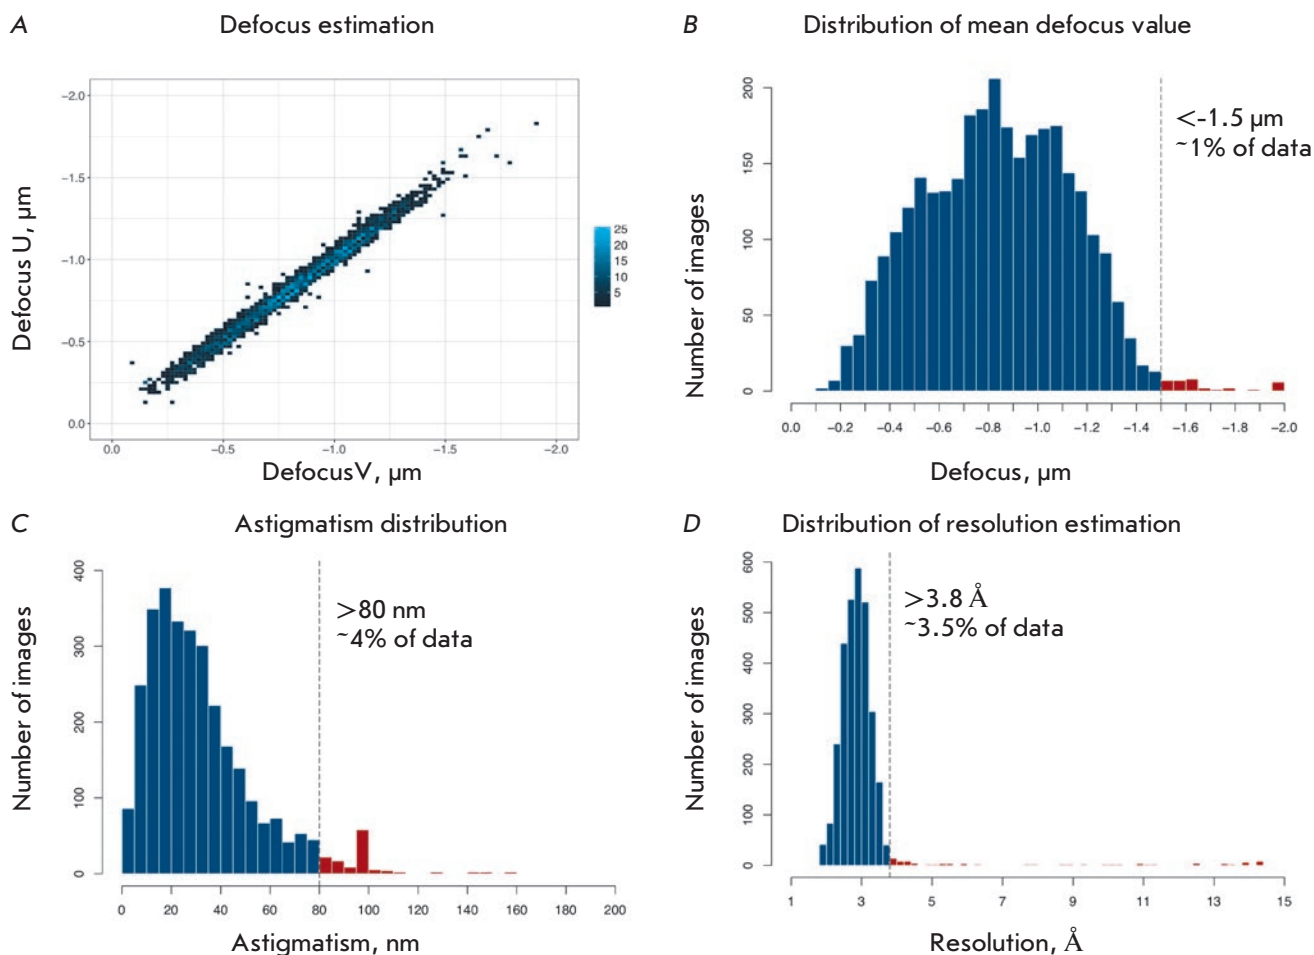 A Defocus estimation
−2.0
−1.5
−1.0
−0.5
0.0
Defocus U, µm
0.0 −0.5 −1.0 −1.5 −2.0
DefocusV, µm
25
20
15
10
5
B Distribution of mean defocus value
200
150
100
50
0
Number of images
<-1.5 µm
~1% of data
0.0 −0.2 −0.4 −0.6 −0.8 −1.0 −1.2 −1.4 −1.6 −1.8 −2.0
Defocus, µm
C Astigmatism distribution
400
300
200
100
0
Number of images
>80 nm
~4% of data
0 20 40 60 80 100 120 140 160 180 200
Astigmatism, nm
D Distribution of resolution estimation
600
500
400
300
200
100
0
Number of images
>3.8 Å
~3.5% of data
1 3 5 7 9 11 13 15
Resolution, Å